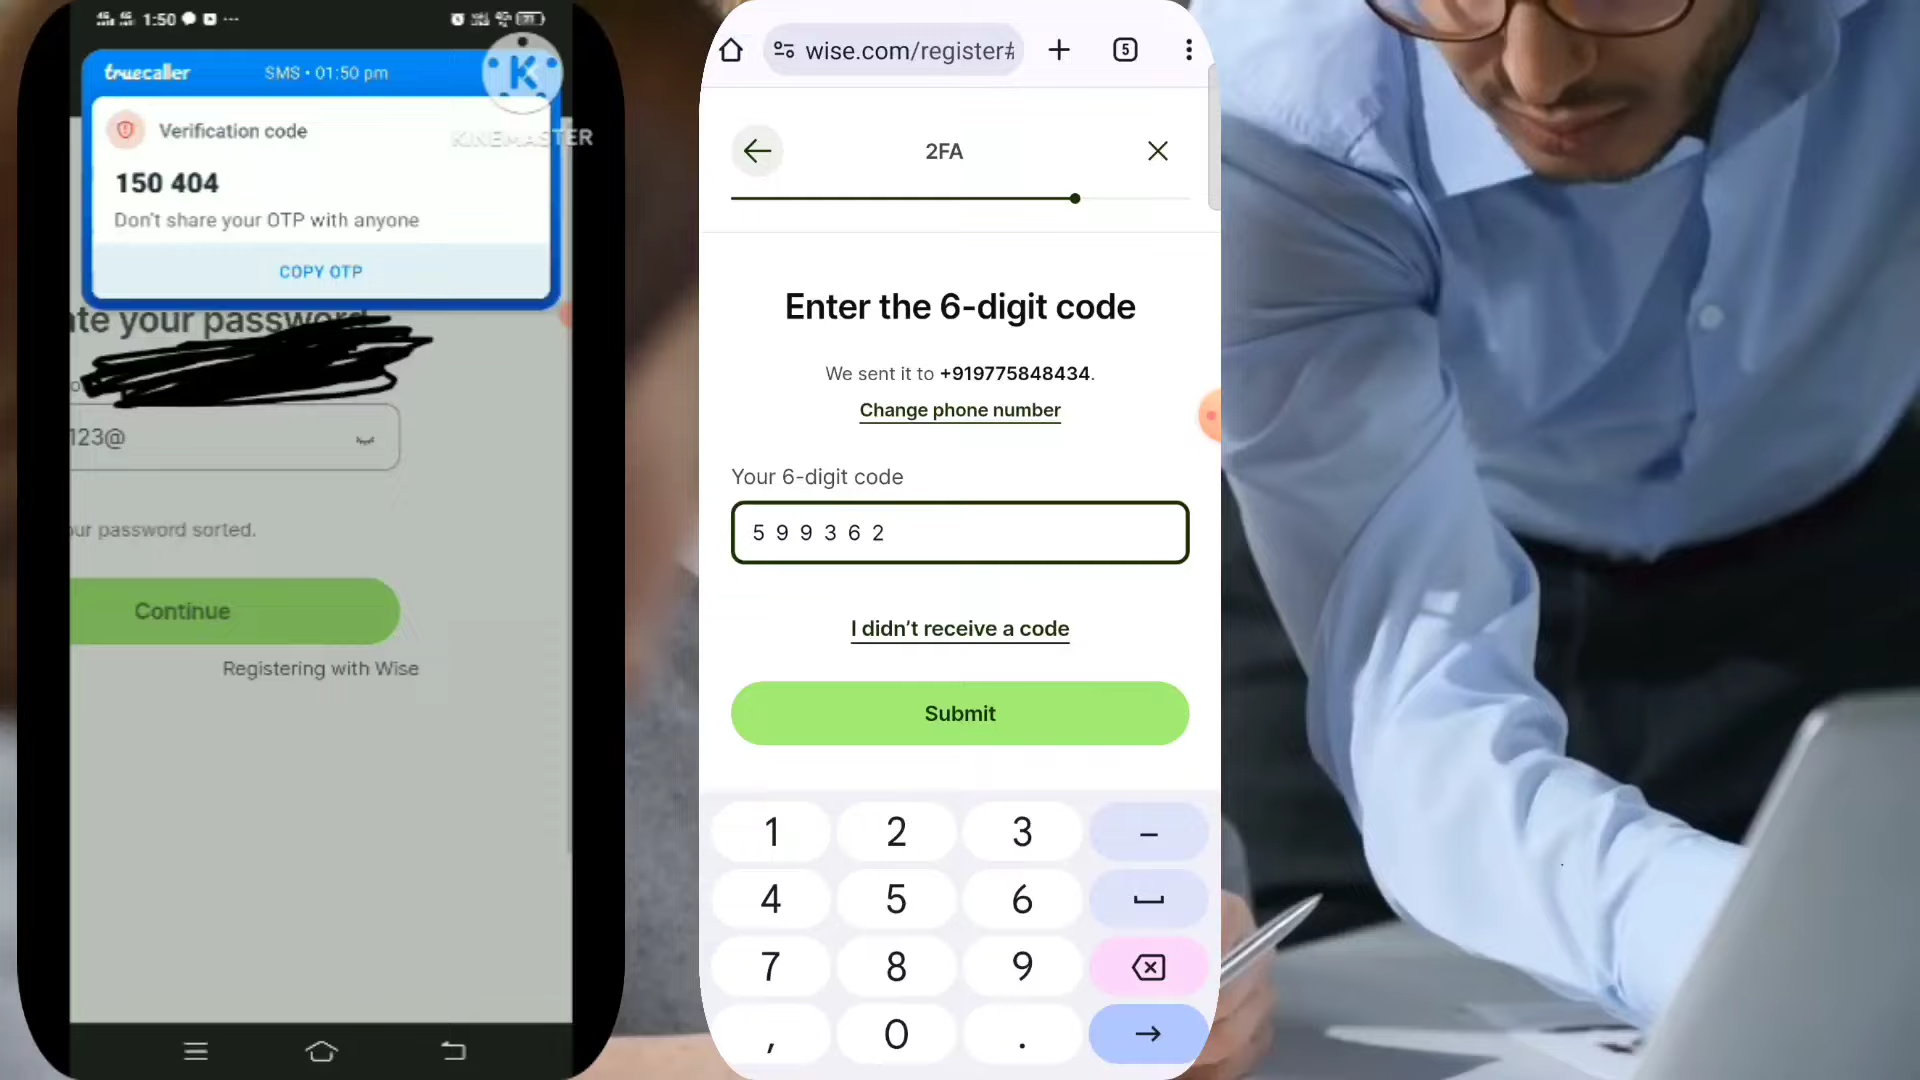 1:50
truecaller
SMS • 01:50 pm
K
KINEMASTER
Verification code
150 404
Don't share your OTP with anyone
COPY OTP
ate your password
123@
ur password sorted.
Continue
Registering with Wise
wise.com/register#
5
2FA
Enter the 6-digit code
We sent it to +919775848434.
Change phone number
Your 6-digit code
5 9 9 3 6 2
I didn't receive a code
Submit
1 2 3 –
4 5 6
7 8 9
, 0 .